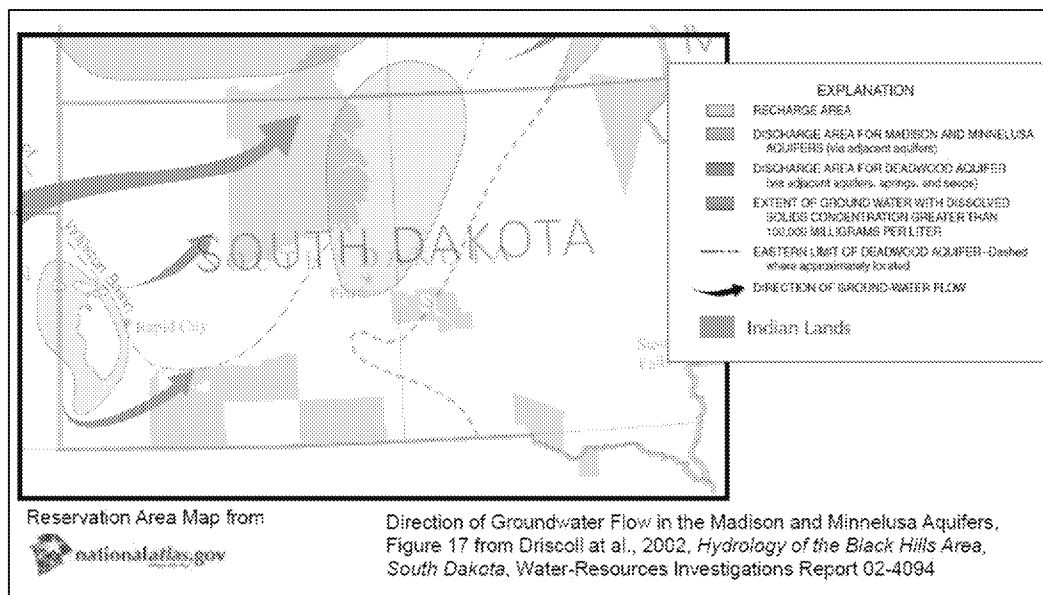 SOUTH DAKOTA
Rapid City
EXPLANATION
RECHARGE AREA
DISCHARGE AREA FOR MADISON AND MINNELUSA
AQUIFERS (via adjacent aquifers)
DISCHARGE AREA FOR DEADWOOD AQUIFER
(via adjacent aquifers, springs, and seeps)
EXTENT OF GROUND WATER WITH DISSOLVED
SOLIDS CONCENTRATION GREATER THAN
100,000 MILLIGRAMS PER LITER
EASTERN LIMIT OF DEADWOOD AQUIFER--Dashed
where approximately located
DIRECTION OF GROUND-WATER FLOW
Indian Lands
Reservation Area Map from
nationalatlas.gov
Direction of Groundwater Flow in the Madison and Minnelusa Aquifers,
Figure 17 from Driscoll at al., 2002, Hydrology of the Black Hills Area,
South Dakota, Water-Resources Investigations Report 02-4094